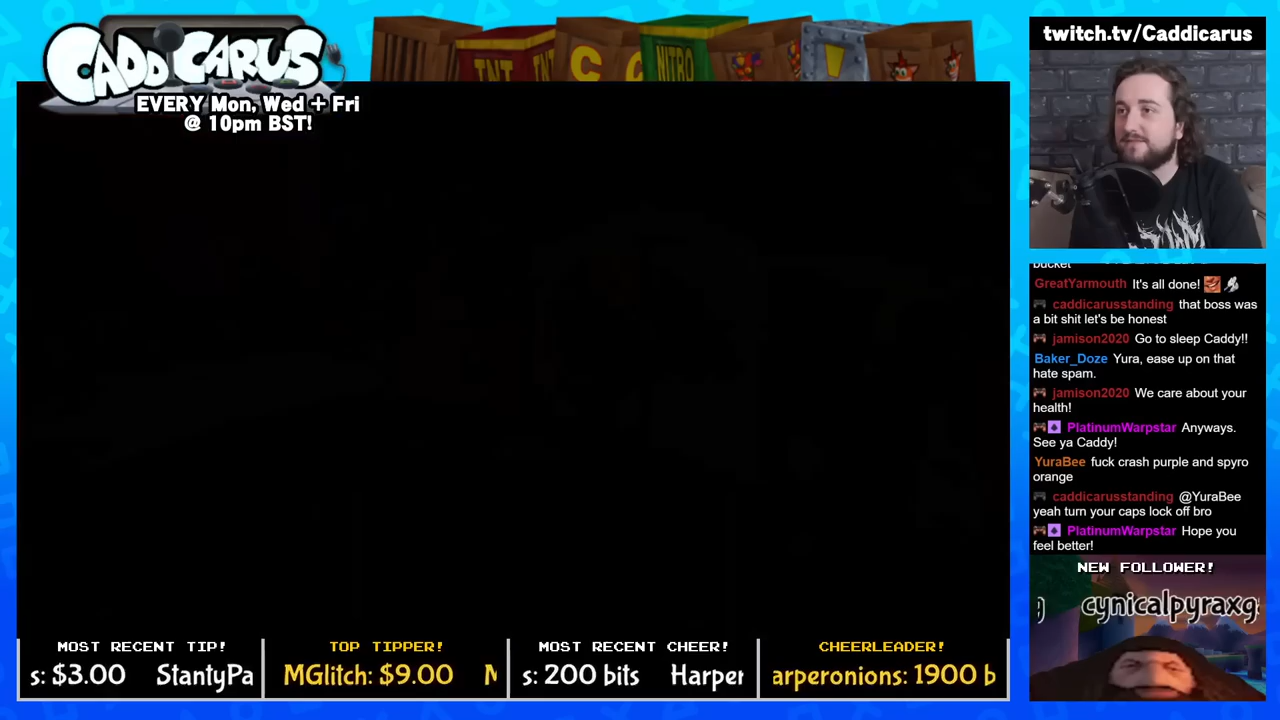 CADDICARUS
EVERY Mon, Wed + Fri
@ 10pm BST!
TNT
C
NITRO
twitch.tv/Caddicarus
bucket
GreatYarmouth It's all done!
caddicarusstanding that boss was
a bit shit let's be honest
jamison2020 Go to sleep Caddy!!
Baker_Doze Yura, ease up on that
hate spam.
jamison2020 We care about your
health!
PlatinumWarpstar Anyways.
See ya Caddy!
YuraBee fuck crash purple and spyro
orange
caddicarusstanding @YuraBee
yeah turn your caps lock off bro
PlatinumWarpstar Hope you
feel better!
NEW FOLLOWER!
cynicalpyraxg
MOST RECENT TIP!
s: $3.00 StantyPa
TOP TIPPER!
MGlitch: $9.00 M
MOST RECENT CHEER!
s: 200 bits Harper
CHEERLEADER!
arperonions: 1900 b